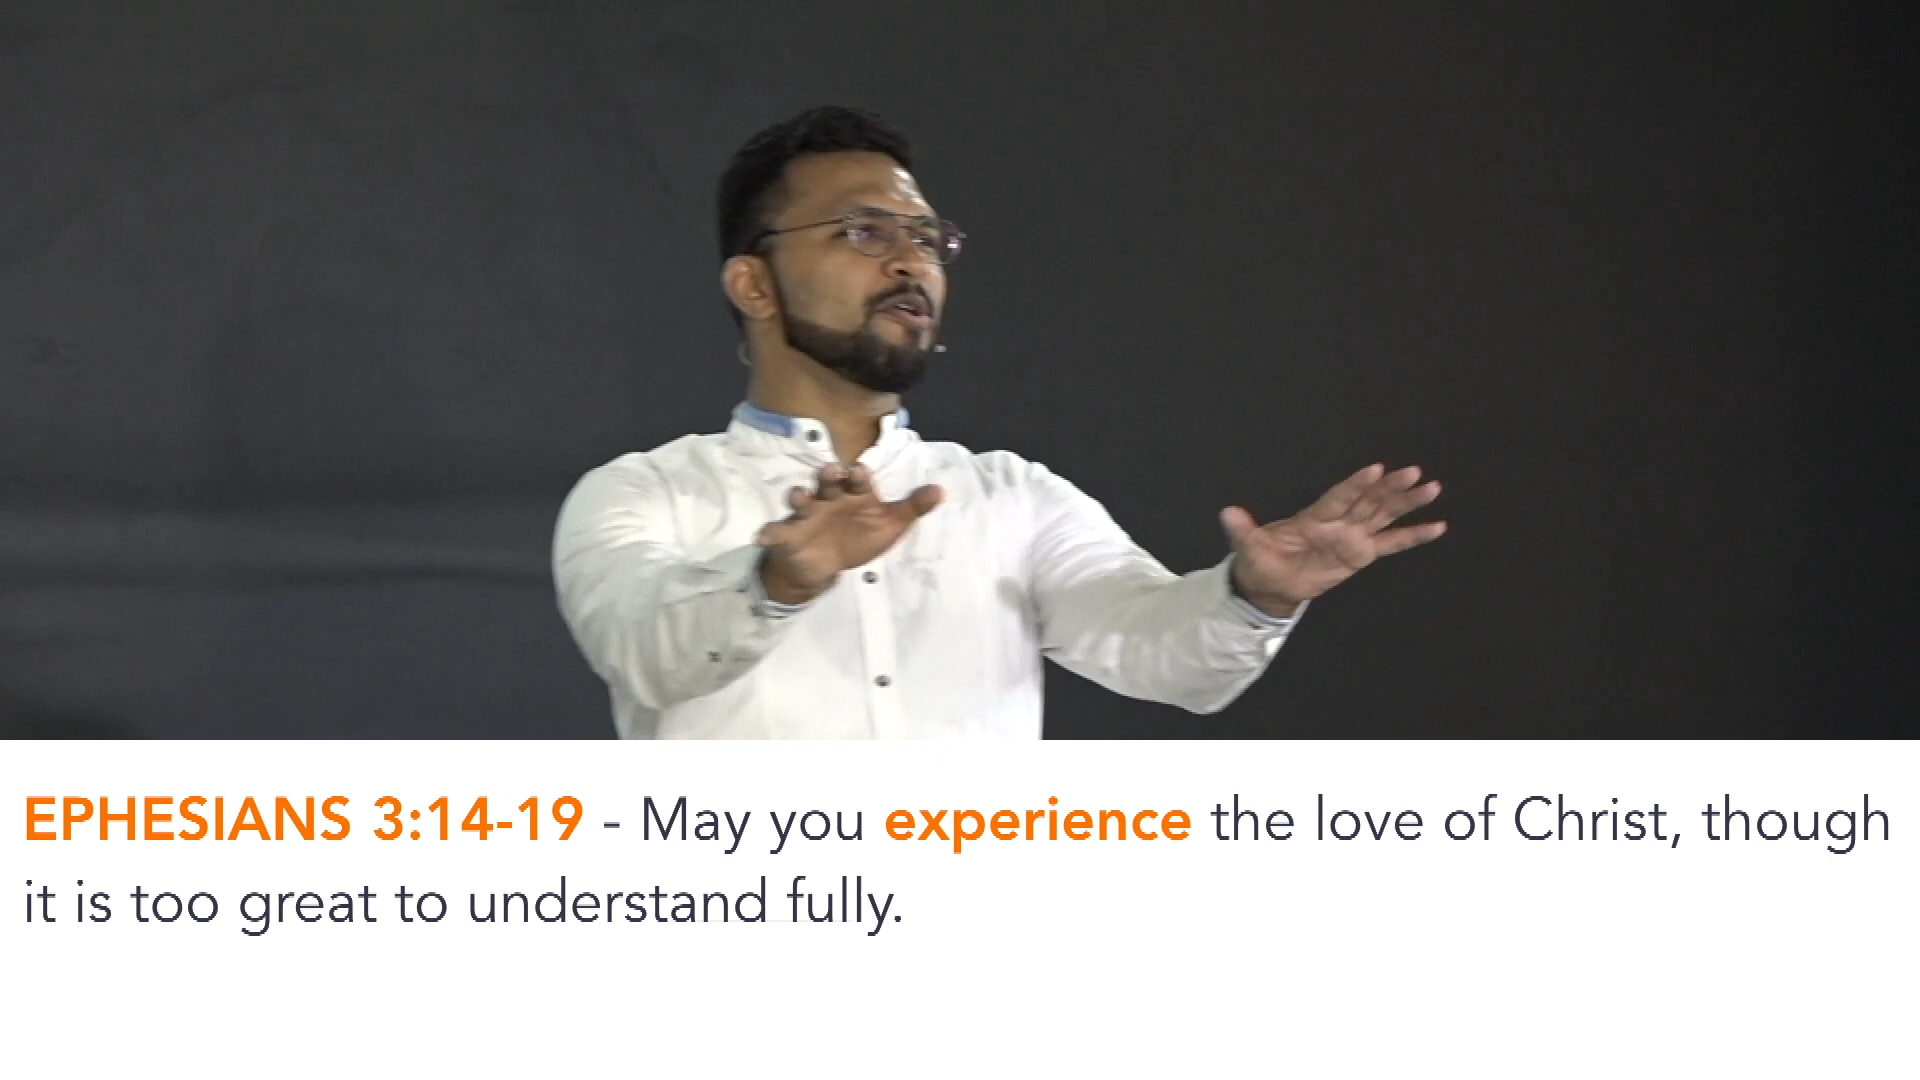 EPHESIANS 3:14-19 - May you experience the love of Christ, though
it is too great to understand fully.